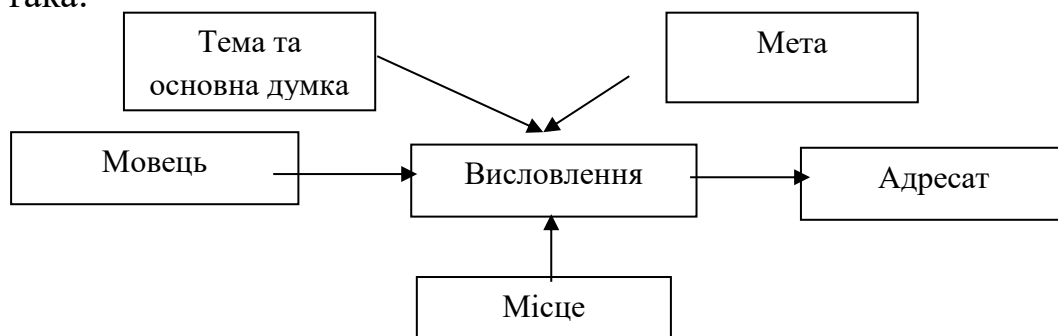 така:
Тема та
основна думка
Мета
Мовець
Висловлення
Адресат
Місце